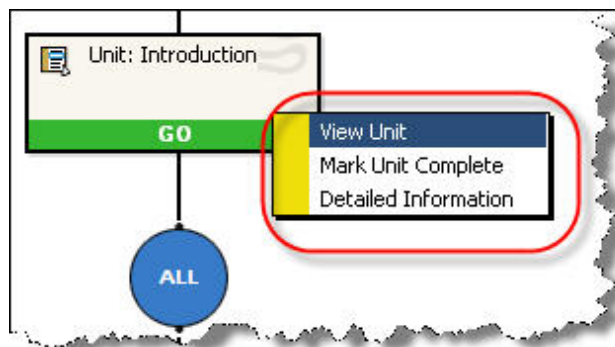 Unit: Introduction
GO
View Unit
Mark Unit Complete
Detailed Information
ALL